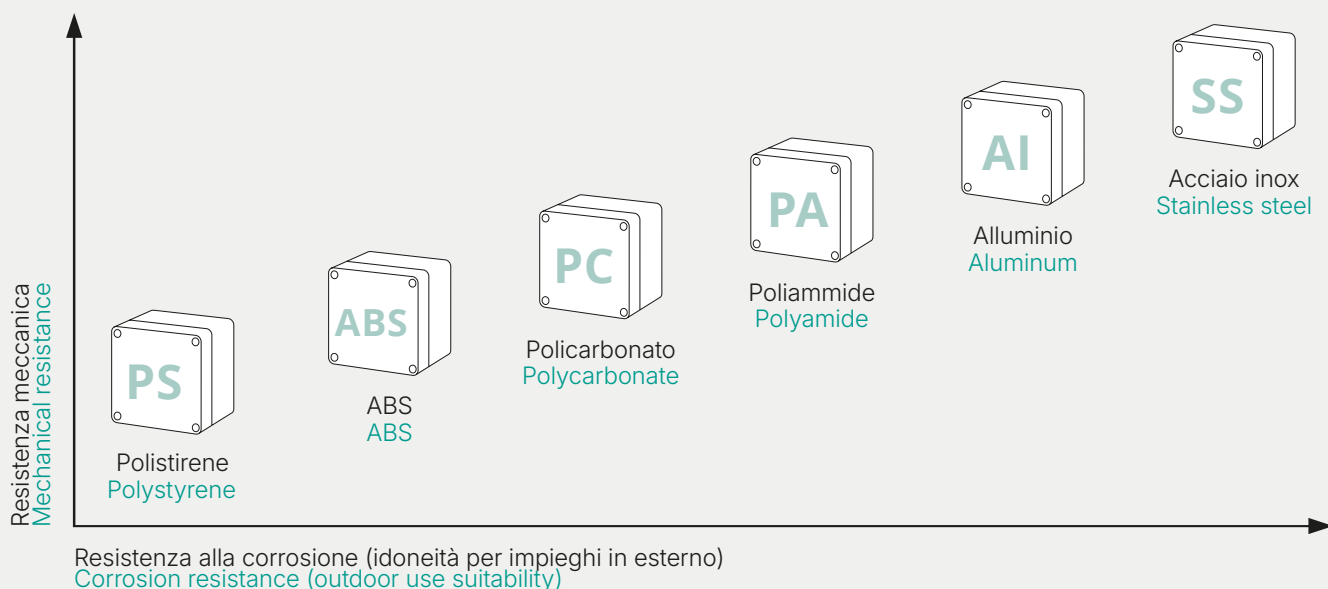 SS
Acciaio inox
Stainless steel
AI
Alluminio
Aluminum
PA
Poliammide
Polyamide
PC
Policarbonato
Polycarbonate
ABS
ABS
ABS
PS
Polistirene
Polystyrene
Resistenza meccanica
Mechanical resistance
Resistenza alla corrosione (idoneità per impieghi in esterno)
Corrosion resistance (outdoor use suitability)